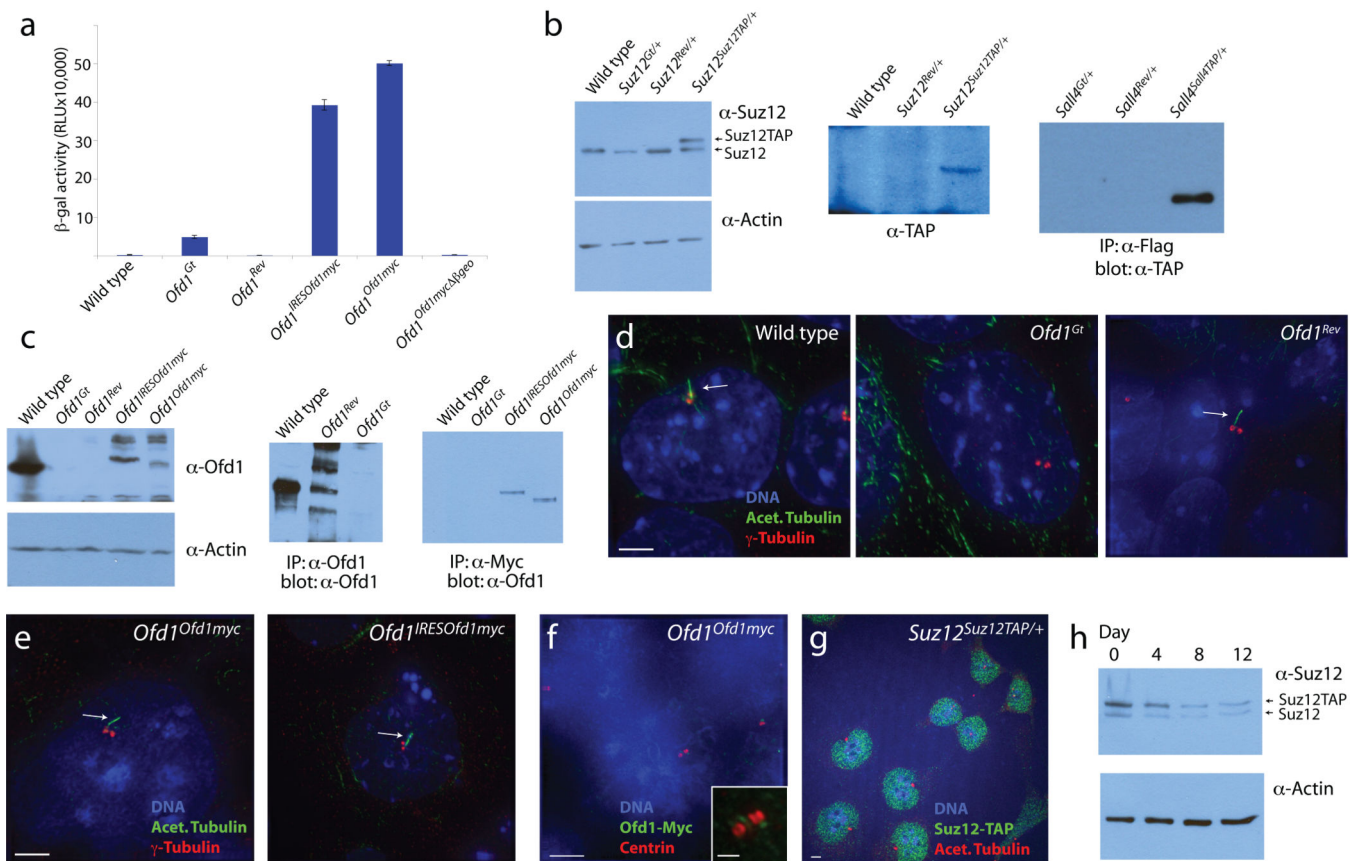 a
β-gal activity (RLUx10,000)
50
40
30
20
10
Wild type
Ofd1Gt
Ofd1Rev
Ofd1IRESOfd1myc
Ofd1Ofd1myc
Ofd1Ofd1mycΔβgeo
b
Wild type
Suz12Gt/+
Suz12Rev/+
Suz12Suz12TAP/+
α-Suz12
Suz12TAP
Suz12
α-Actin
Wild type
Suz12Rev/+
Suz12Suz12TAP/+
α-TAP
Sall4Gt/+
Sall4Rev/+
Sall4Sall4TAP/+
IP: α-Flag
blot: α-TAP
c
Wild type
Ofd1Gt
Ofd1Rev
Ofd1IRESOfd1myc
Ofd1Ofd1myc
α-Ofd1
α-Actin
Wild type
Ofd1Rev
Ofd1Gt
IP: α-Ofd1
blot: α-Ofd1
Wild type
Ofd1Gt
Ofd1IRESOfd1myc
Ofd1Ofd1myc
IP: α-Myc
blot: α-Ofd1
d
Wild type
DNA
Acet. Tubulin
γ-Tubulin
Ofd1Gt
Ofd1Rev
e
Ofd1Ofd1myc
DNA
Acet. Tubulin
γ-Tubulin
Ofd1IRESOfd1myc
f
Ofd1Ofd1myc
DNA
Ofd1-Myc
Centrin
g
Suz12Suz12TAP/+
DNA
Suz12-TAP
Acet. Tubulin
h
Day
0 4 8 12
α-Suz12
Suz12TAP
Suz12
α-Actin